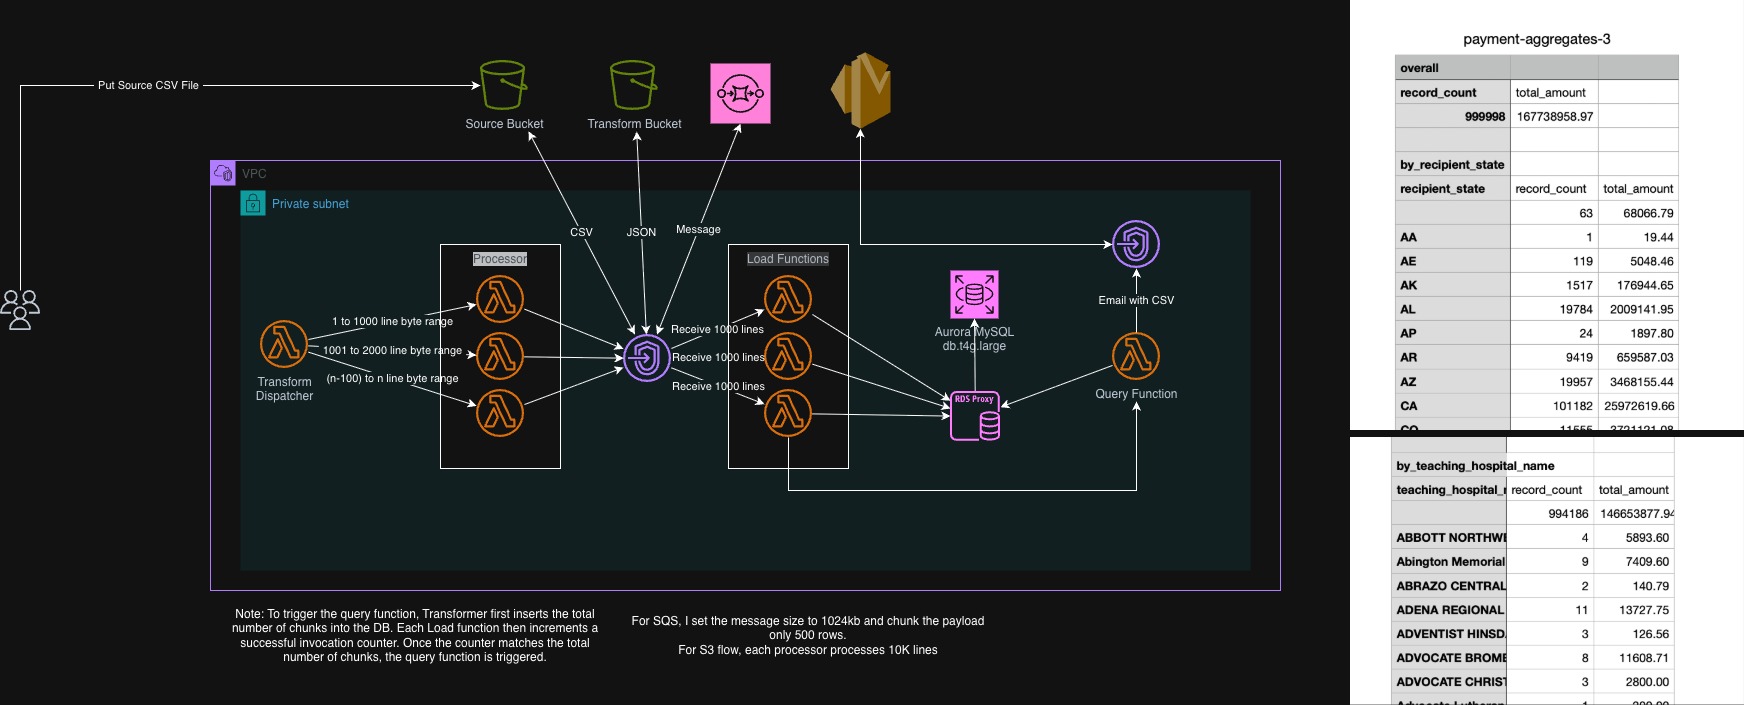 Put Source CSV File
Source Bucket
Transform Bucket
VPC
Private subnet
CSV
JSON
Message
Processor
Load Functions
Email with CSV
1 to 1000 line byte range
1001 to 2000 line byte range
(n-100) to n line byte range
Transform
Dispatcher
Receive 1000 lines
Receive 1000 lines
Receive 1000 lines
Aurora MySQL
db.t4g.large
RDS Proxy
Query Function
Note: To trigger the query function, Transformer first inserts the total
number of chunks into the DB. Each Load function then increments a
successful invocation counter. Once the counter matches the total
number of chunks, the query function is triggered.
For SQS, I set the message size to 1024kb and chunk the payload
only 500 rows.
For S3 flow, each processor processes 10K lines
payment-aggregates-3
overall
record_count total_amount
999998 167738958.97
by_recipient_state
recipient_state record_count total_amount
63 68066.79
AA 1 19.44
AE 119 5048.46
AK 1517 176944.65
AL 19784 2009141.95
AP 24 1897.80
AR 9419 659587.03
AZ 19957 3468155.44
CA 101182 25972619.66
by_teaching_hospital_name
teaching_hospital_ record_count total_amount
994186 146653877.94
ABBOTT NORTHWE 4 5893.60
Abington Memorial 9 7409.60
ABRAZO CENTRAL 2 140.79
ADENA REGIONAL 11 13727.75
ADVENTIST HINSD 3 126.56
ADVOCATE BROME 8 11608.71
ADVOCATE CHRIST 3 2800.00